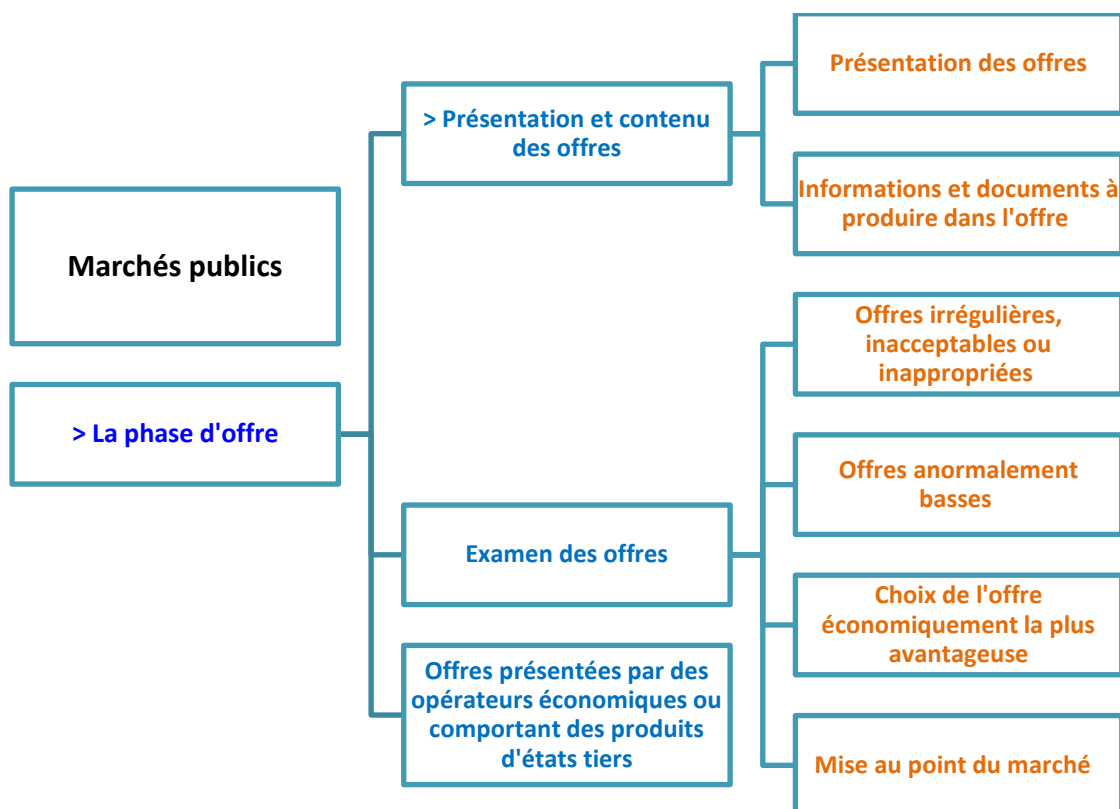 Marchés publics
> La phase d'offre
> Présentation et contenu
des offres
Présentation des offres
Informations et documents à
produire dans l'offre
Examen des offres
Offres irrégulières,
inacceptables ou
inappropriées
Offres anormalement
basses
Choix de l'offre
économiquement la plus
avantageuse
Mise au point du marché
Offres présentées par des
opérateurs économiques ou
comportant des produits
d'états tiers